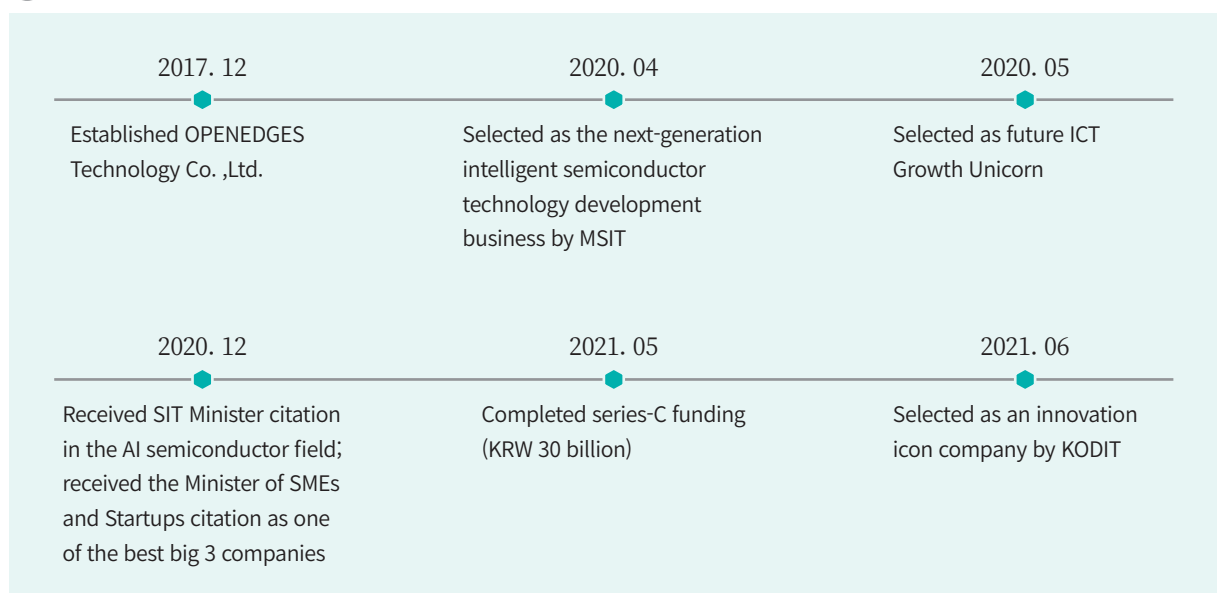 2017. 12
Established OPENEDGES
Technology Co. ,Ltd.
2020. 04
Selected as the next-generation
intelligent semiconductor
technology development
business by MSIT
2020. 05
Selected as future ICT
Growth Unicorn
2020. 12
Received SIT Minister citation
in the AI semiconductor field;
received the Minister of SMEs
and Startups citation as one
of the best big 3 companies
2021. 05
Completed series-C funding
(KRW 30 billion)
2021. 06
Selected as an innovation
icon company by KODIT